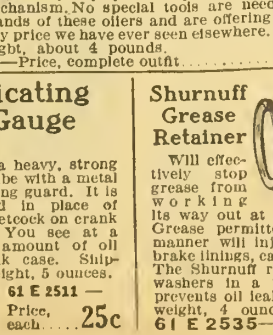 chanism. No special tools are nee
ands of these oilers and are offering
y price we have ever seen elsewhere.
ght, about 4 pounds.
—Price, complete outfit
icating
Gauge
a heavy, strong
be with a metal
ng guard. It is
d in place of
etcock on crank
You see at a
amount of oil
k case. Ship-
ight, 5 ounces.
61 E 2511 —
Price,
each..... 25c
Shurnuff
Grease
Retainer
Will effec-
tively stop
grease from
working
its way out at
Grease permitte
manner will inj
brake linings, ca
The Shurnuff r
washers in a
prevents oil leal
weight, 4 ounc
61 E 2535—